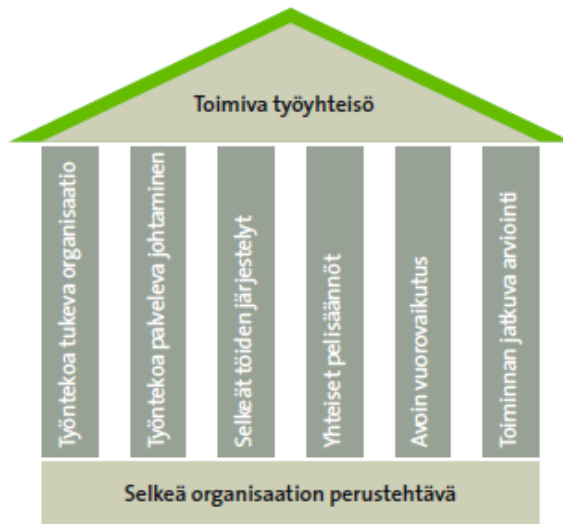 Toimiva työyhteisö
Työntekoa tukeva organisaatio
Työntekoa palveleva johtaminen
Selkeät töiden järjestelyt
Yhteiset pelisäännöt
Avoin vuorovaikutus
Toiminnan jatkuva arviointi
Selkeä organisaation perustehtävä